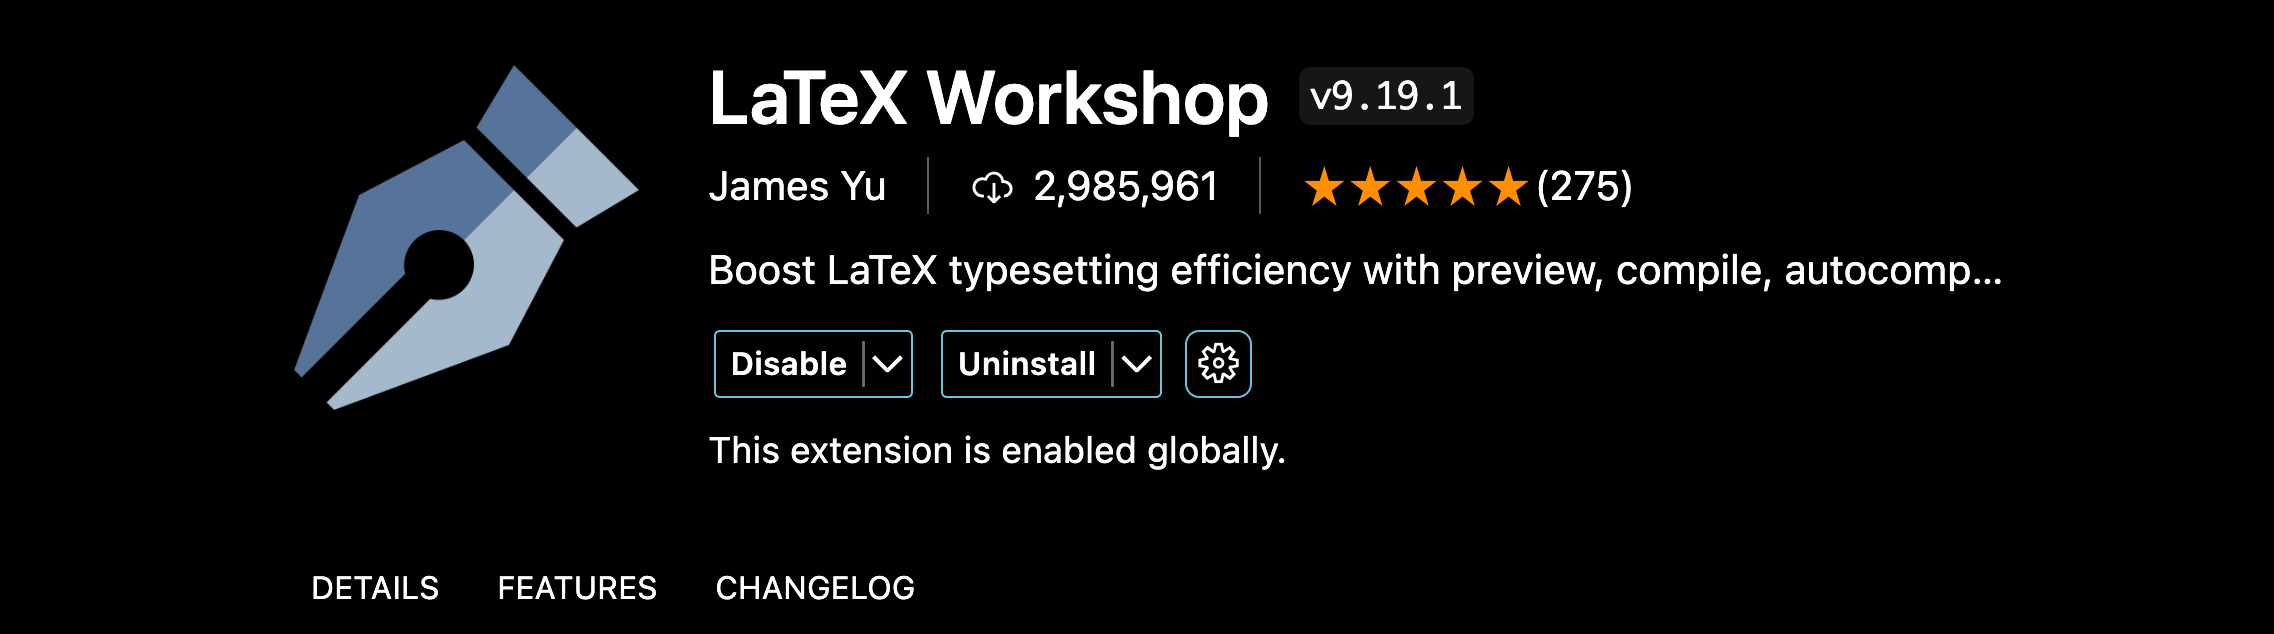 LaTeX Workshop v9.19.1
James Yu 2,985,961 ★★★★★(275)
Boost LaTeX typesetting efficiency with preview, compile, autocomp...
Disable Uninstall
This extension is enabled globally.
DETAILS FEATURES CHANGELOG